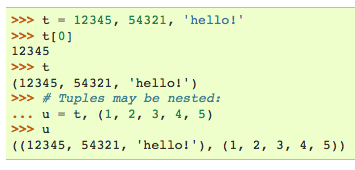 >>> t = 12345, 54321, 'hello!'
>>> t[0]
12345
>>> t
(12345, 54321, 'hello!')
>>> # Tuples may be nested:
... u = t, (1, 2, 3, 4, 5)
>>> u
((12345, 54321, 'hello!'), (1, 2, 3, 4, 5))